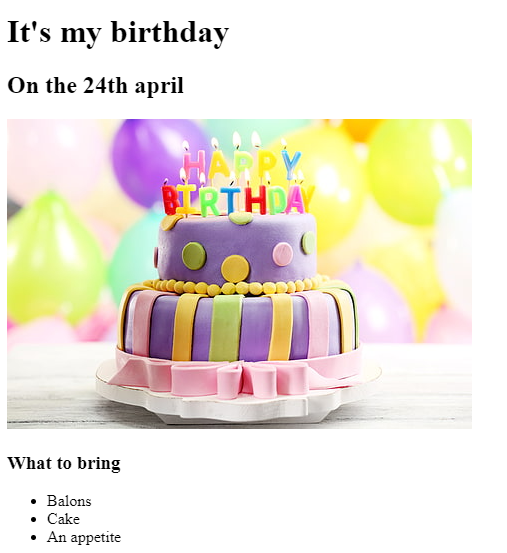 It's my birthday
On the 24th april
HAPPY
BIRTHDAY
What to bring
Balons
Cake
An appetite